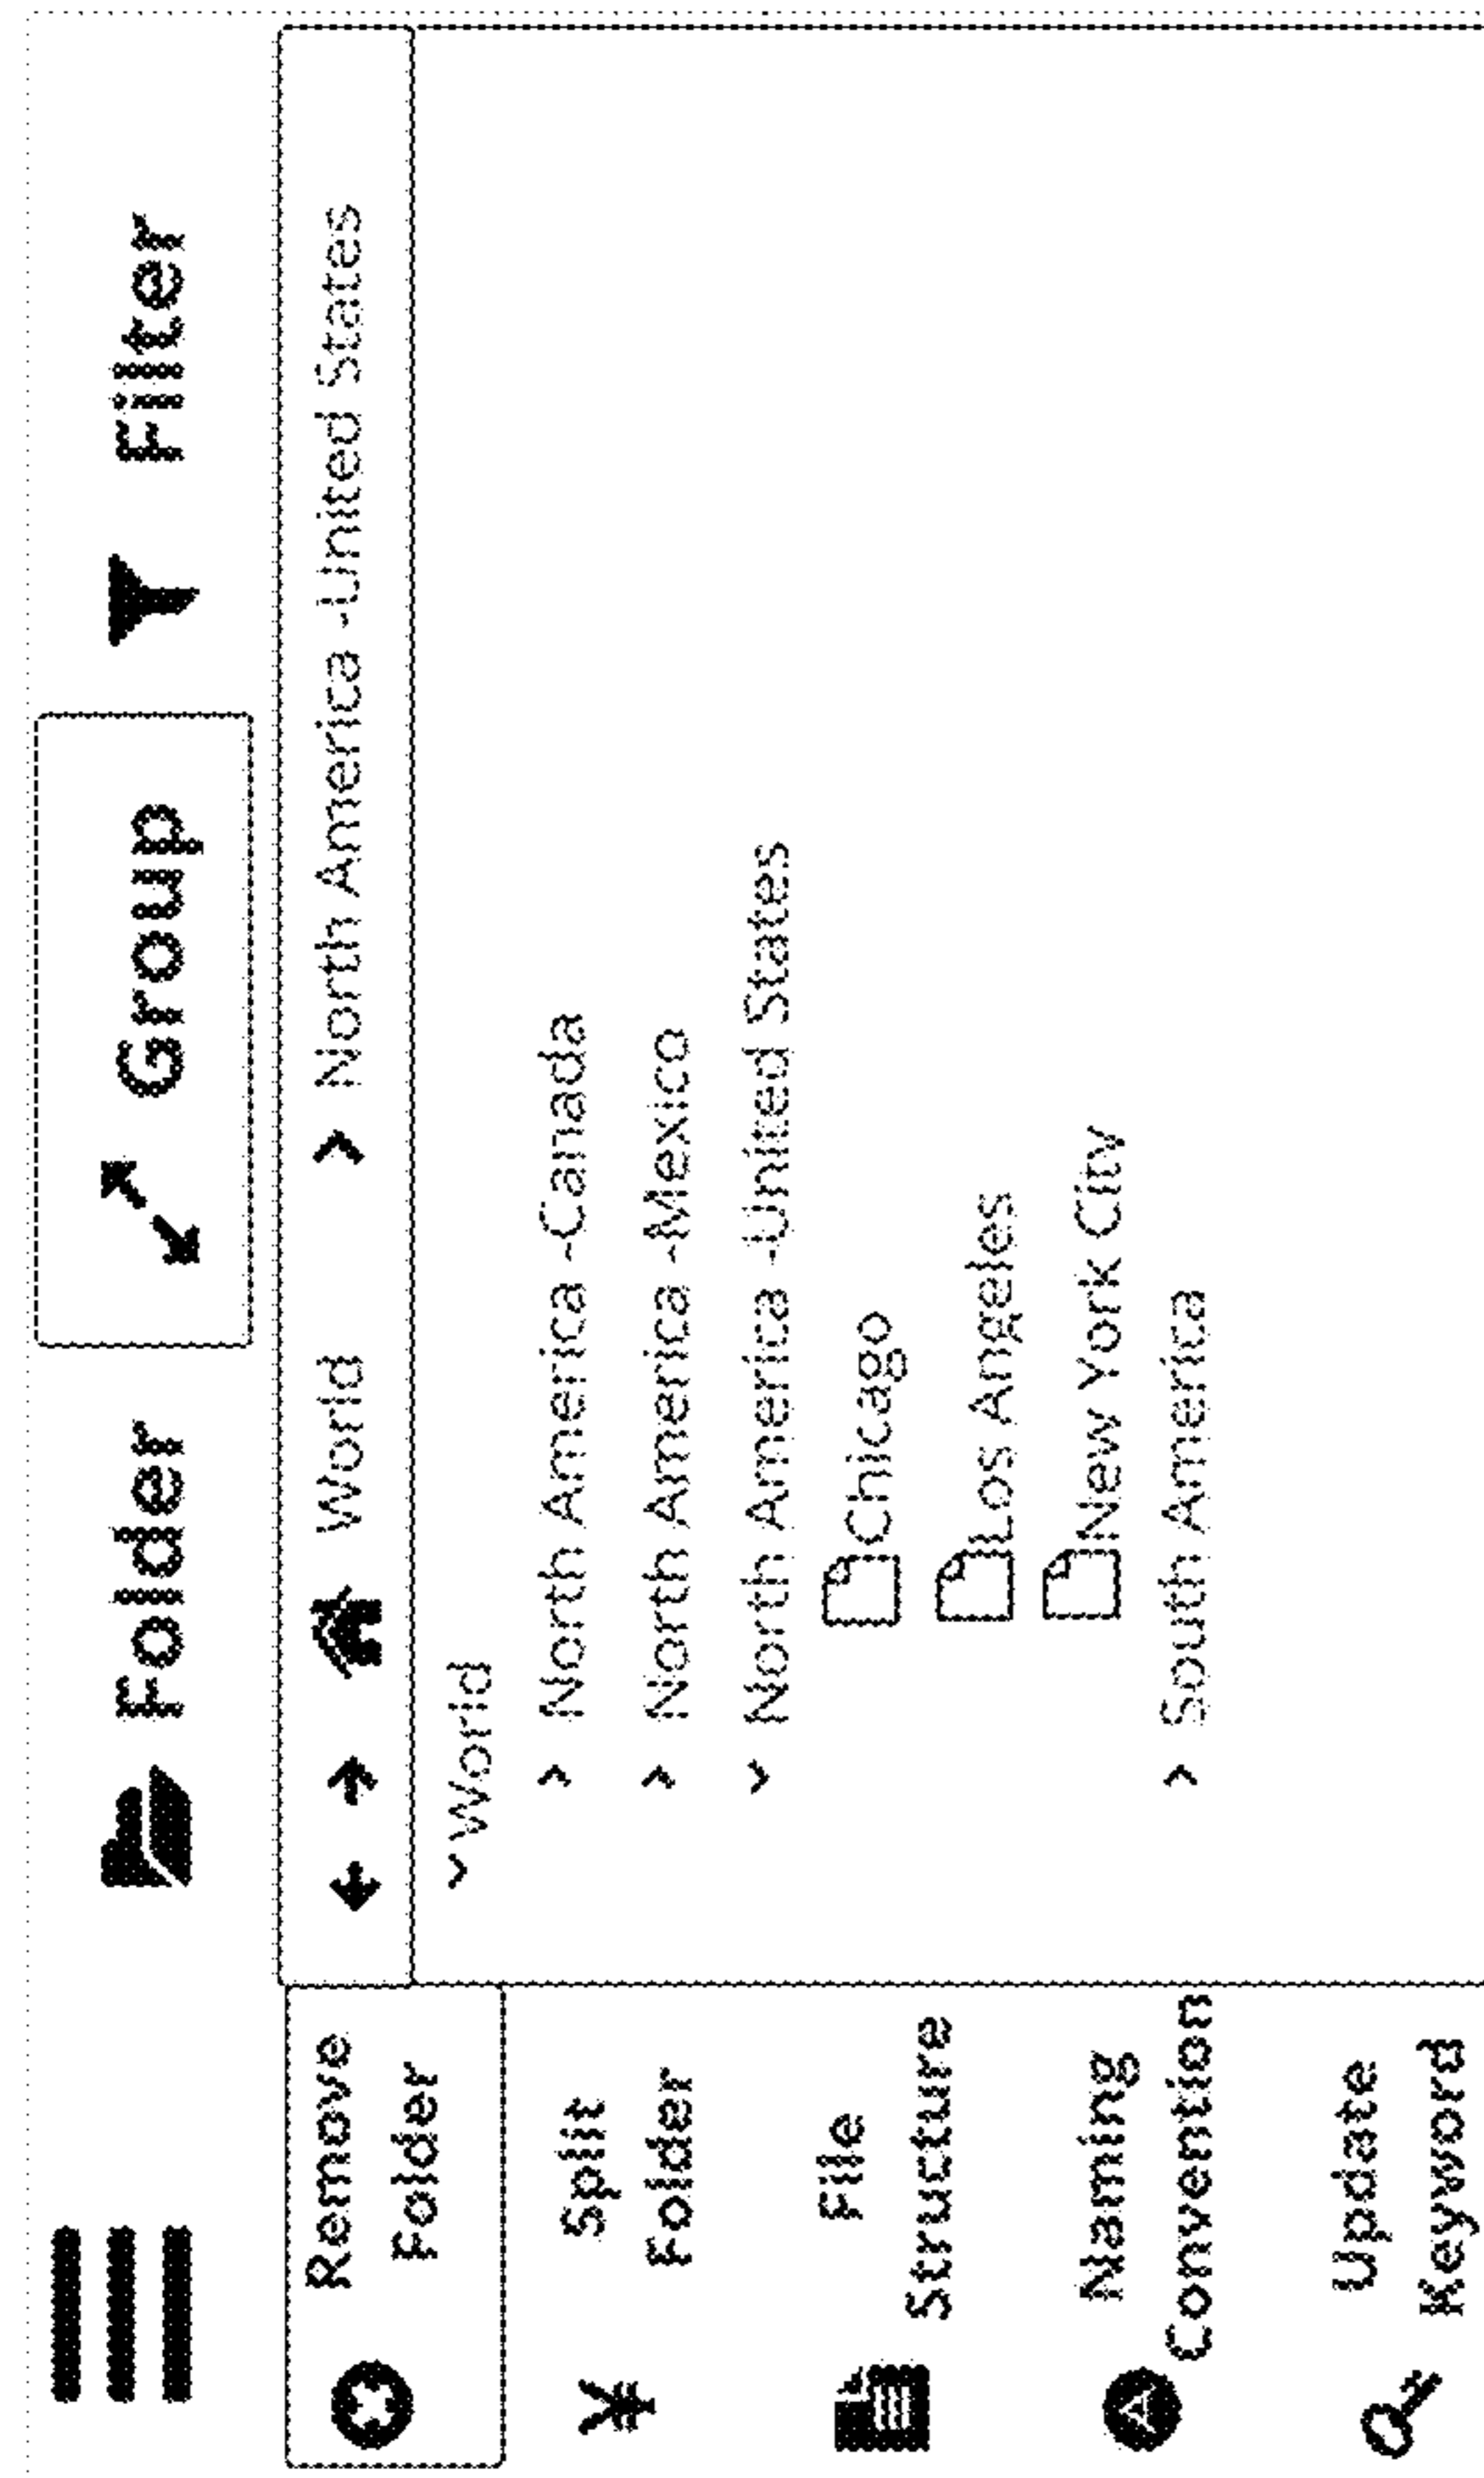 Folder Group Filter
World > North America -United States
Remove
Folder
Split
Folder
File
Structure
Naming
Convention
Update
Keyword
World
North America -Canada
North America -Mexico
North America -United States
Chicago
Los Angeles
New York City
South America